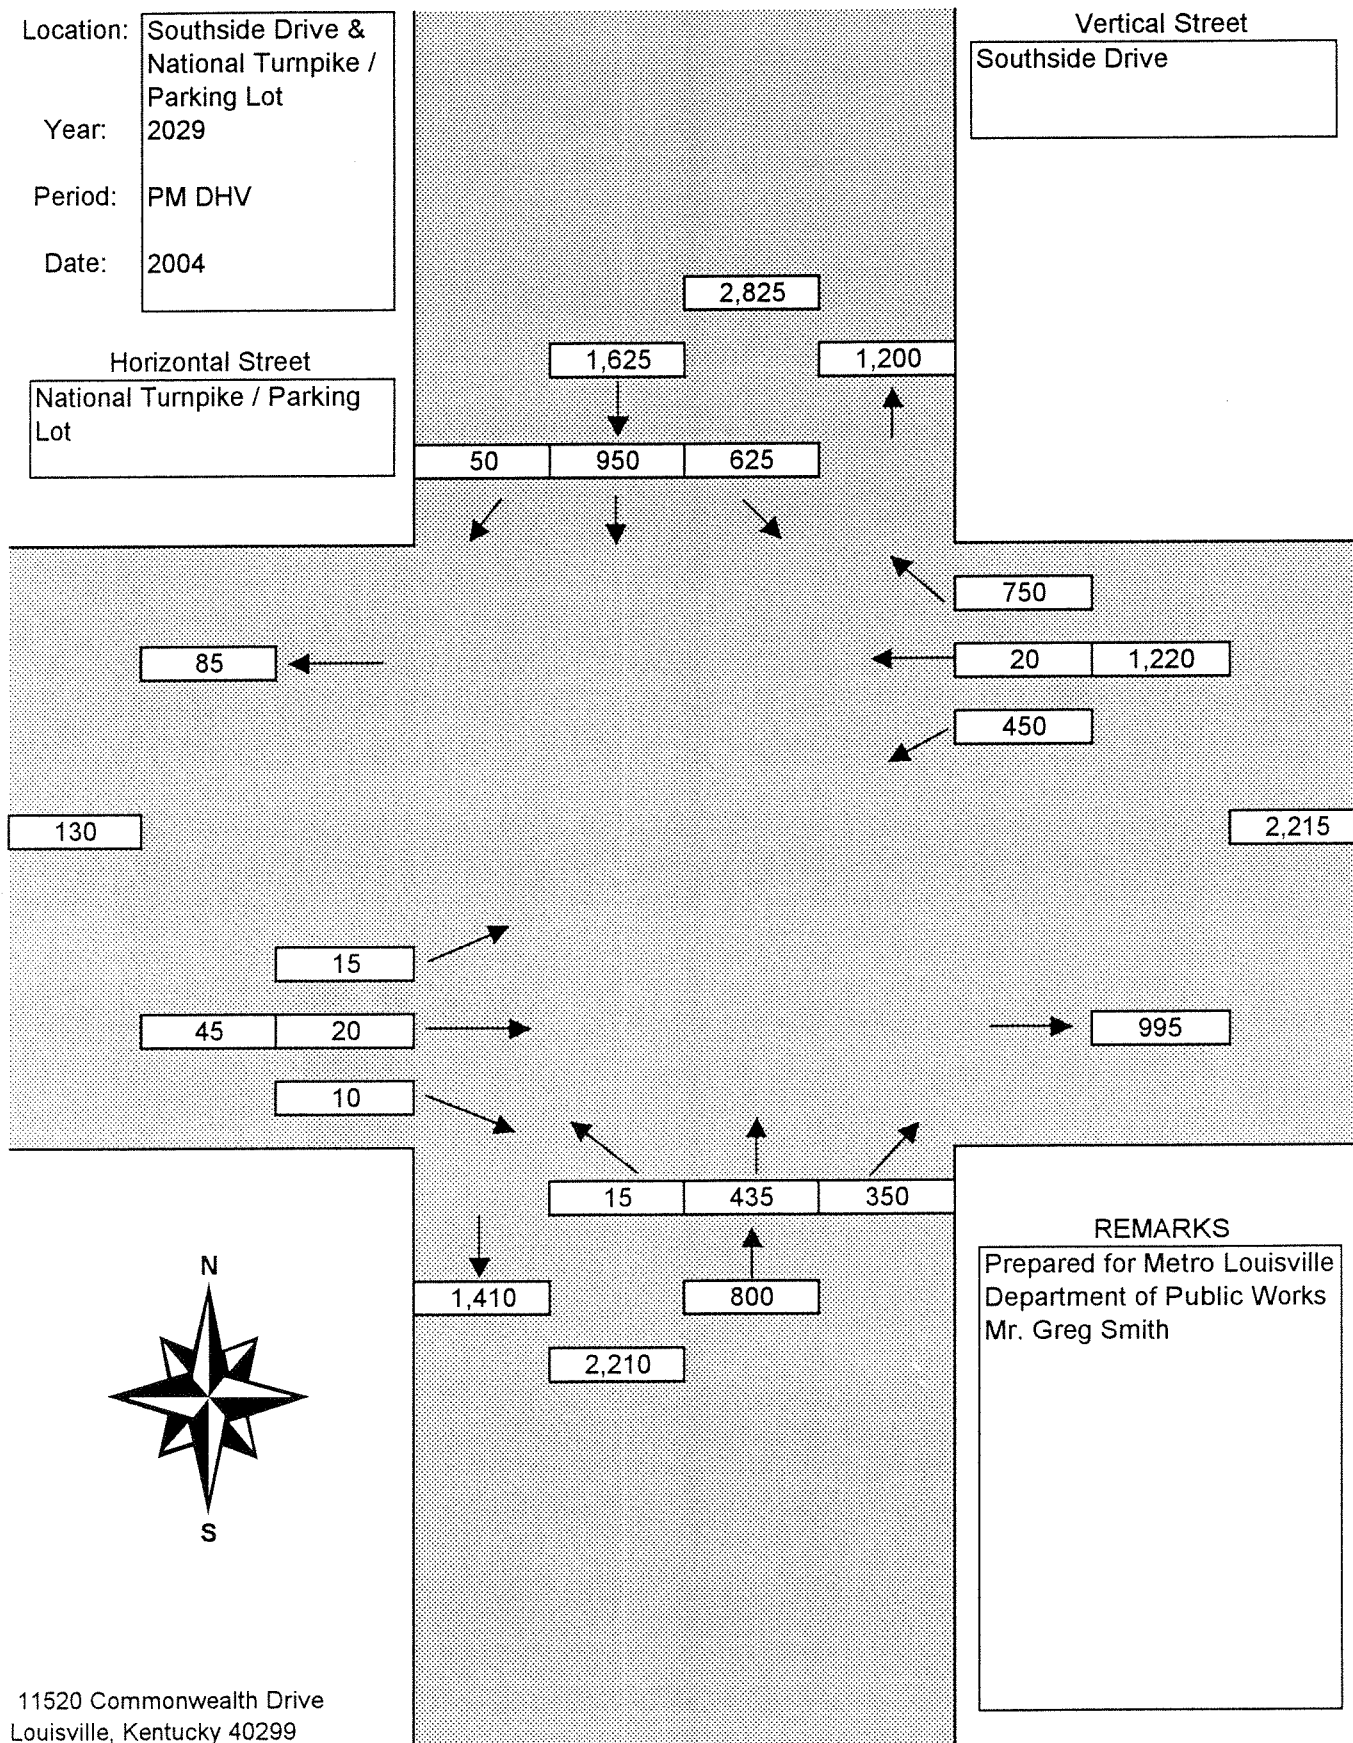 Location: Southside Drive &
National Turnpike /
Parking Lot
Year: 2029
Period: PM DHV
Date: 2004
Vertical Street
Southside Drive
Horizontal Street
National Turnpike / Parking
Lot
2,825
1,625
1,200
50 950 625
750
85
20 1,220
450
130
2,215
15
45 20
995
10
15 435 350
1,410
800
2,210
N
S
REMARKS
Prepared for Metro Louisville
Department of Public Works
Mr. Greg Smith
11520 Commonwealth Drive
Louisville, Kentucky 40299